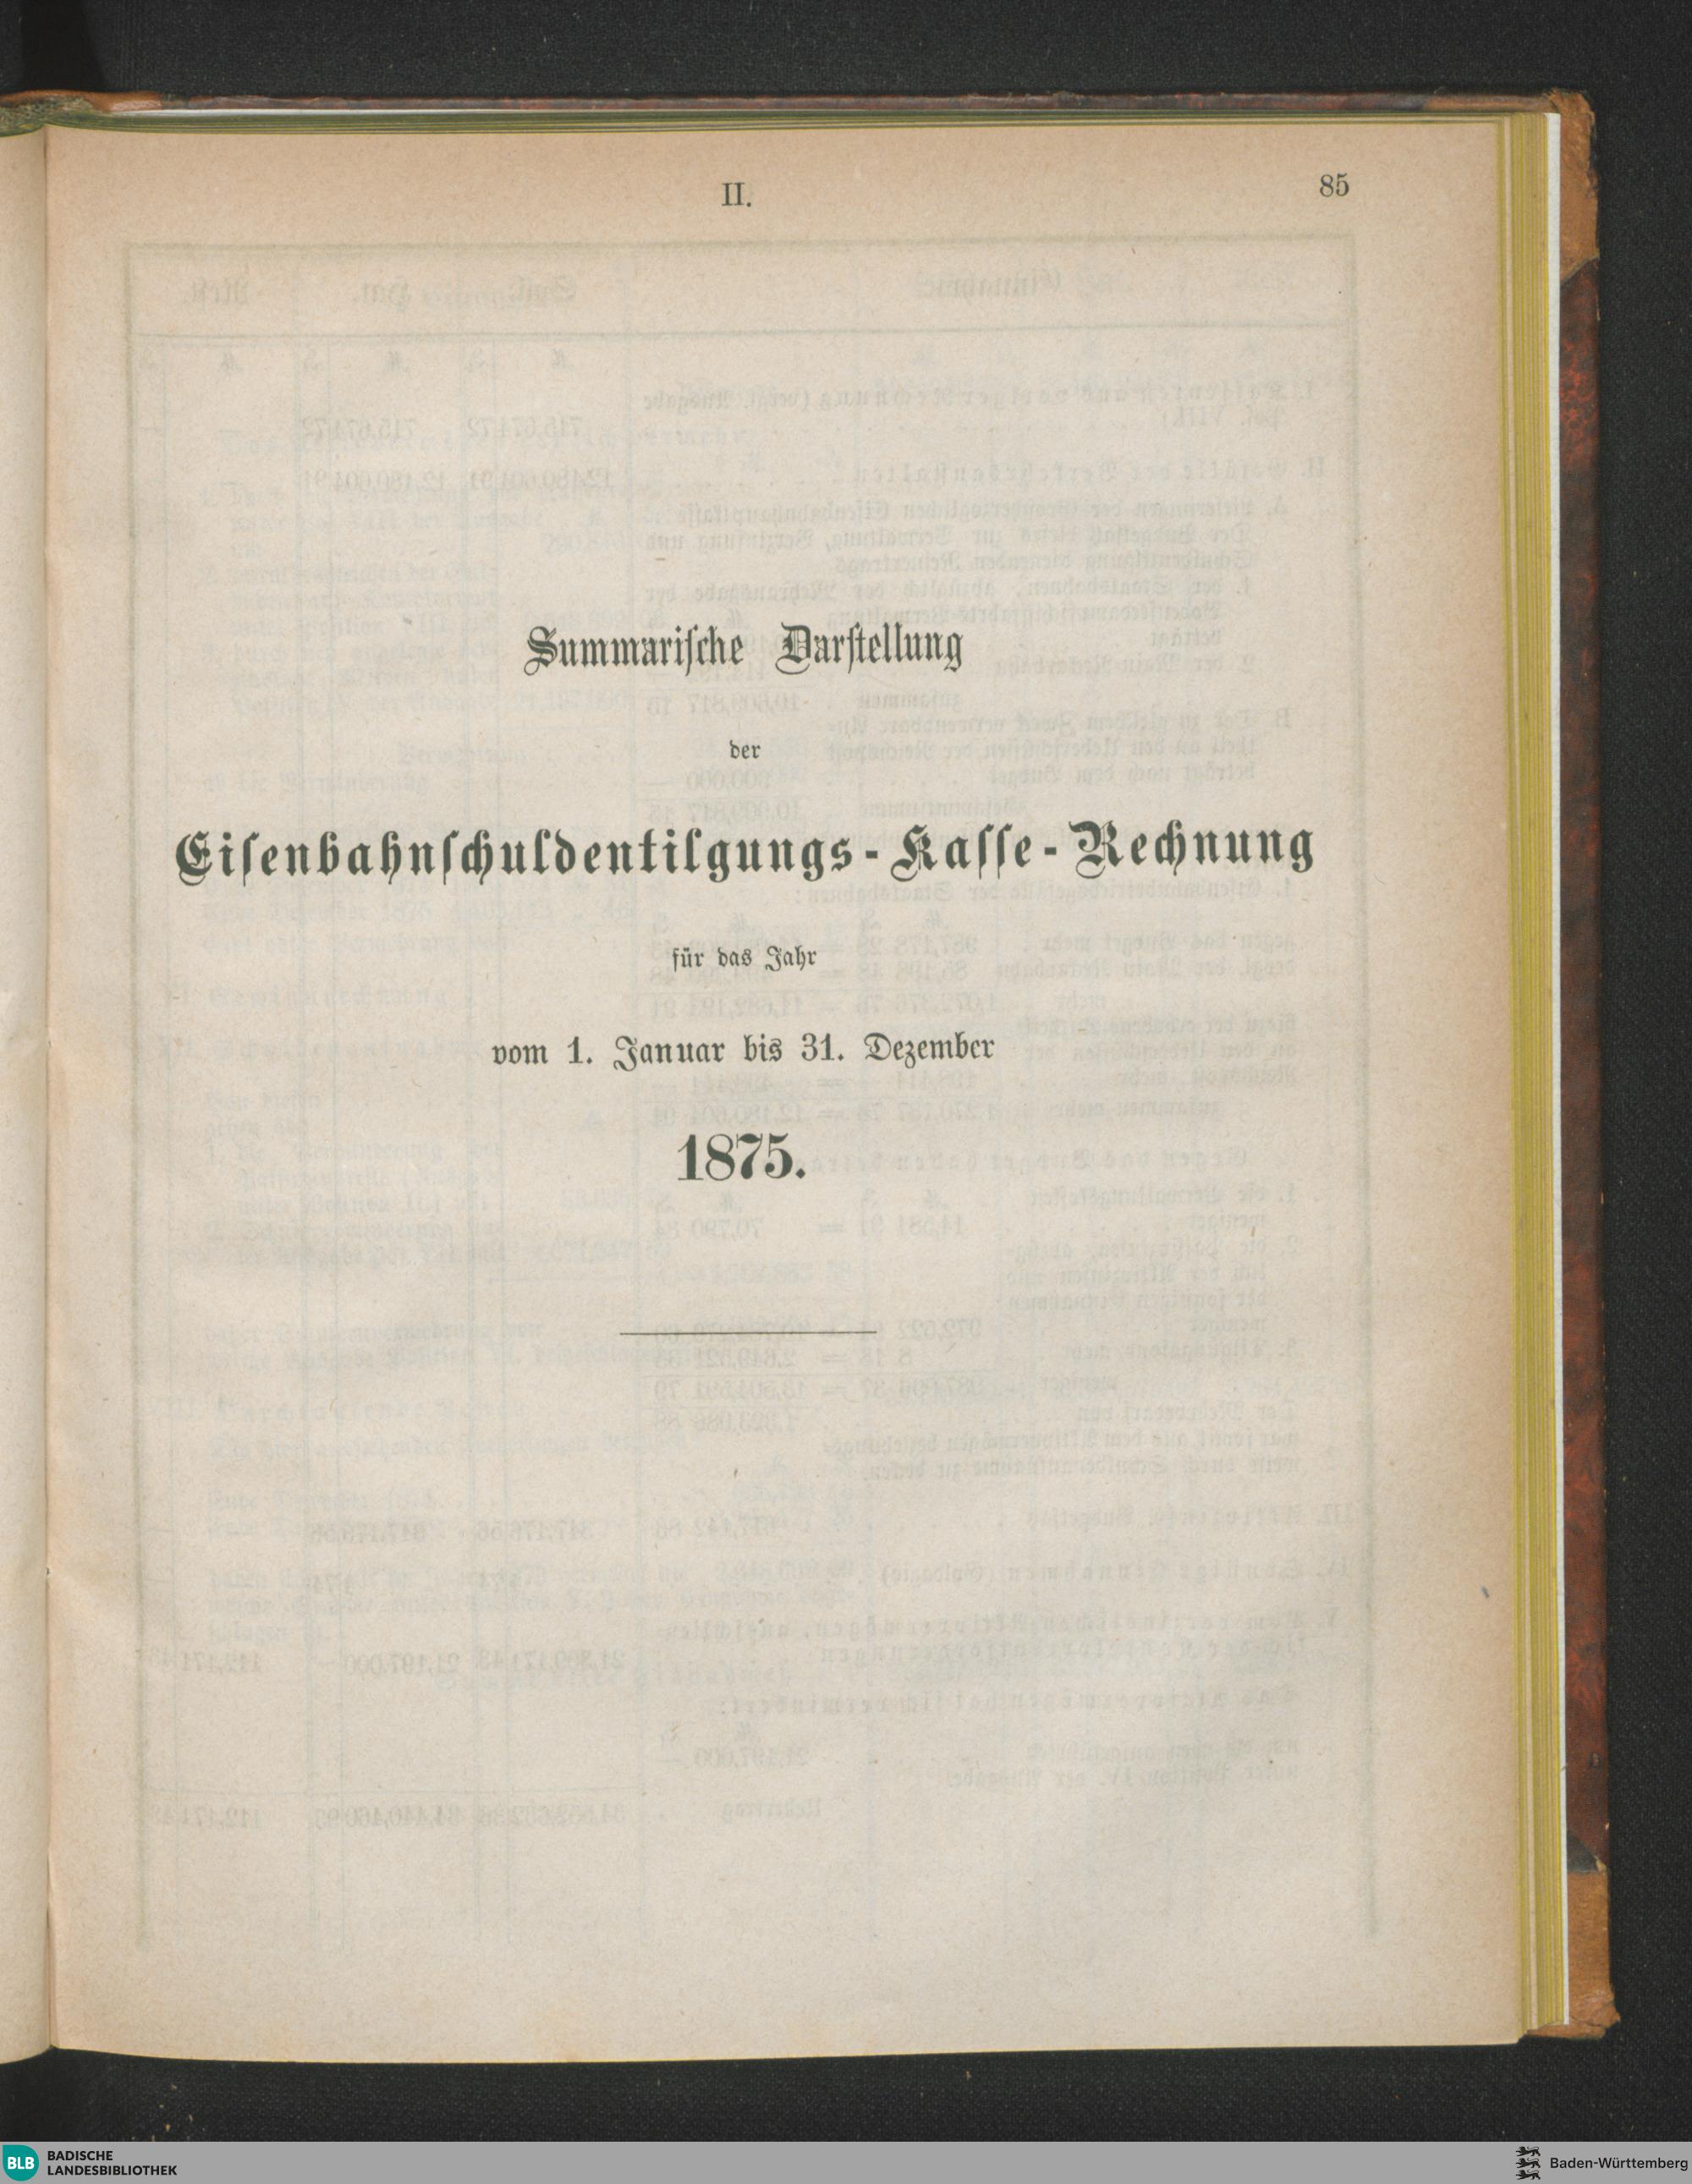 II.
85
Summarische Darstellung
der
Eisenbahnschuldentilgungs-Kasse-Rechnung
für das Jahr
vom 1. Januar bis 31. Dezember
1875.
BLB BADISCHE
LANDESBIBLIOTHEK
Baden-Württemberg